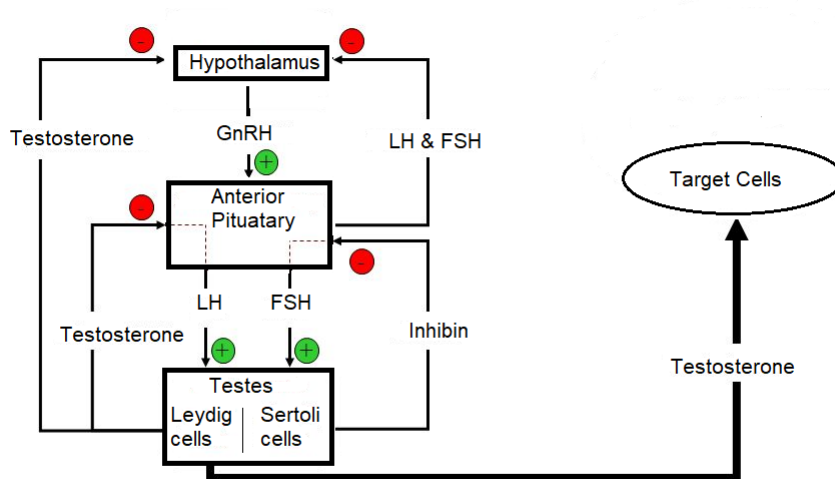 -
-
Hypothalamus
Testosterone
GnRH
LH & FSH
+
Target Cells
-
Anterior
Pituatary
-
LH
FSH
Testosterone
Inhibin
+
+
Testosterone
Testes
Leydig
cells
Sertoli
cells